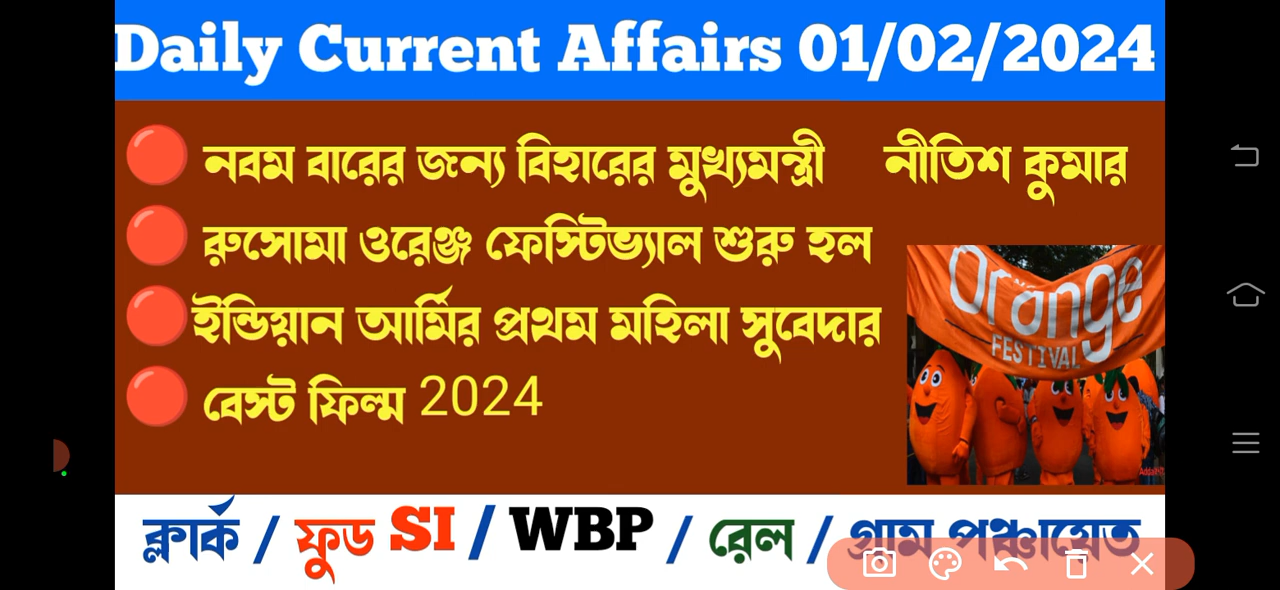 Daily Current Affairs 01/02/2024
নবম বারের জন্য বিহারের মুখ্যমন্ত্রী নীতিশ কুমার
রুসোমা ওরেঞ্জ ফেস্টিভ্যাল শুরু হল
ইন্ডিয়ান আর্মির প্রথম মহিলা সুবেদার
বেস্ট ফিল্ম 2024
Orange
FESTIVAL
ক্লার্ক / ফুড SI / WBP / রেল / গ্রাম পঞ্চায়েত